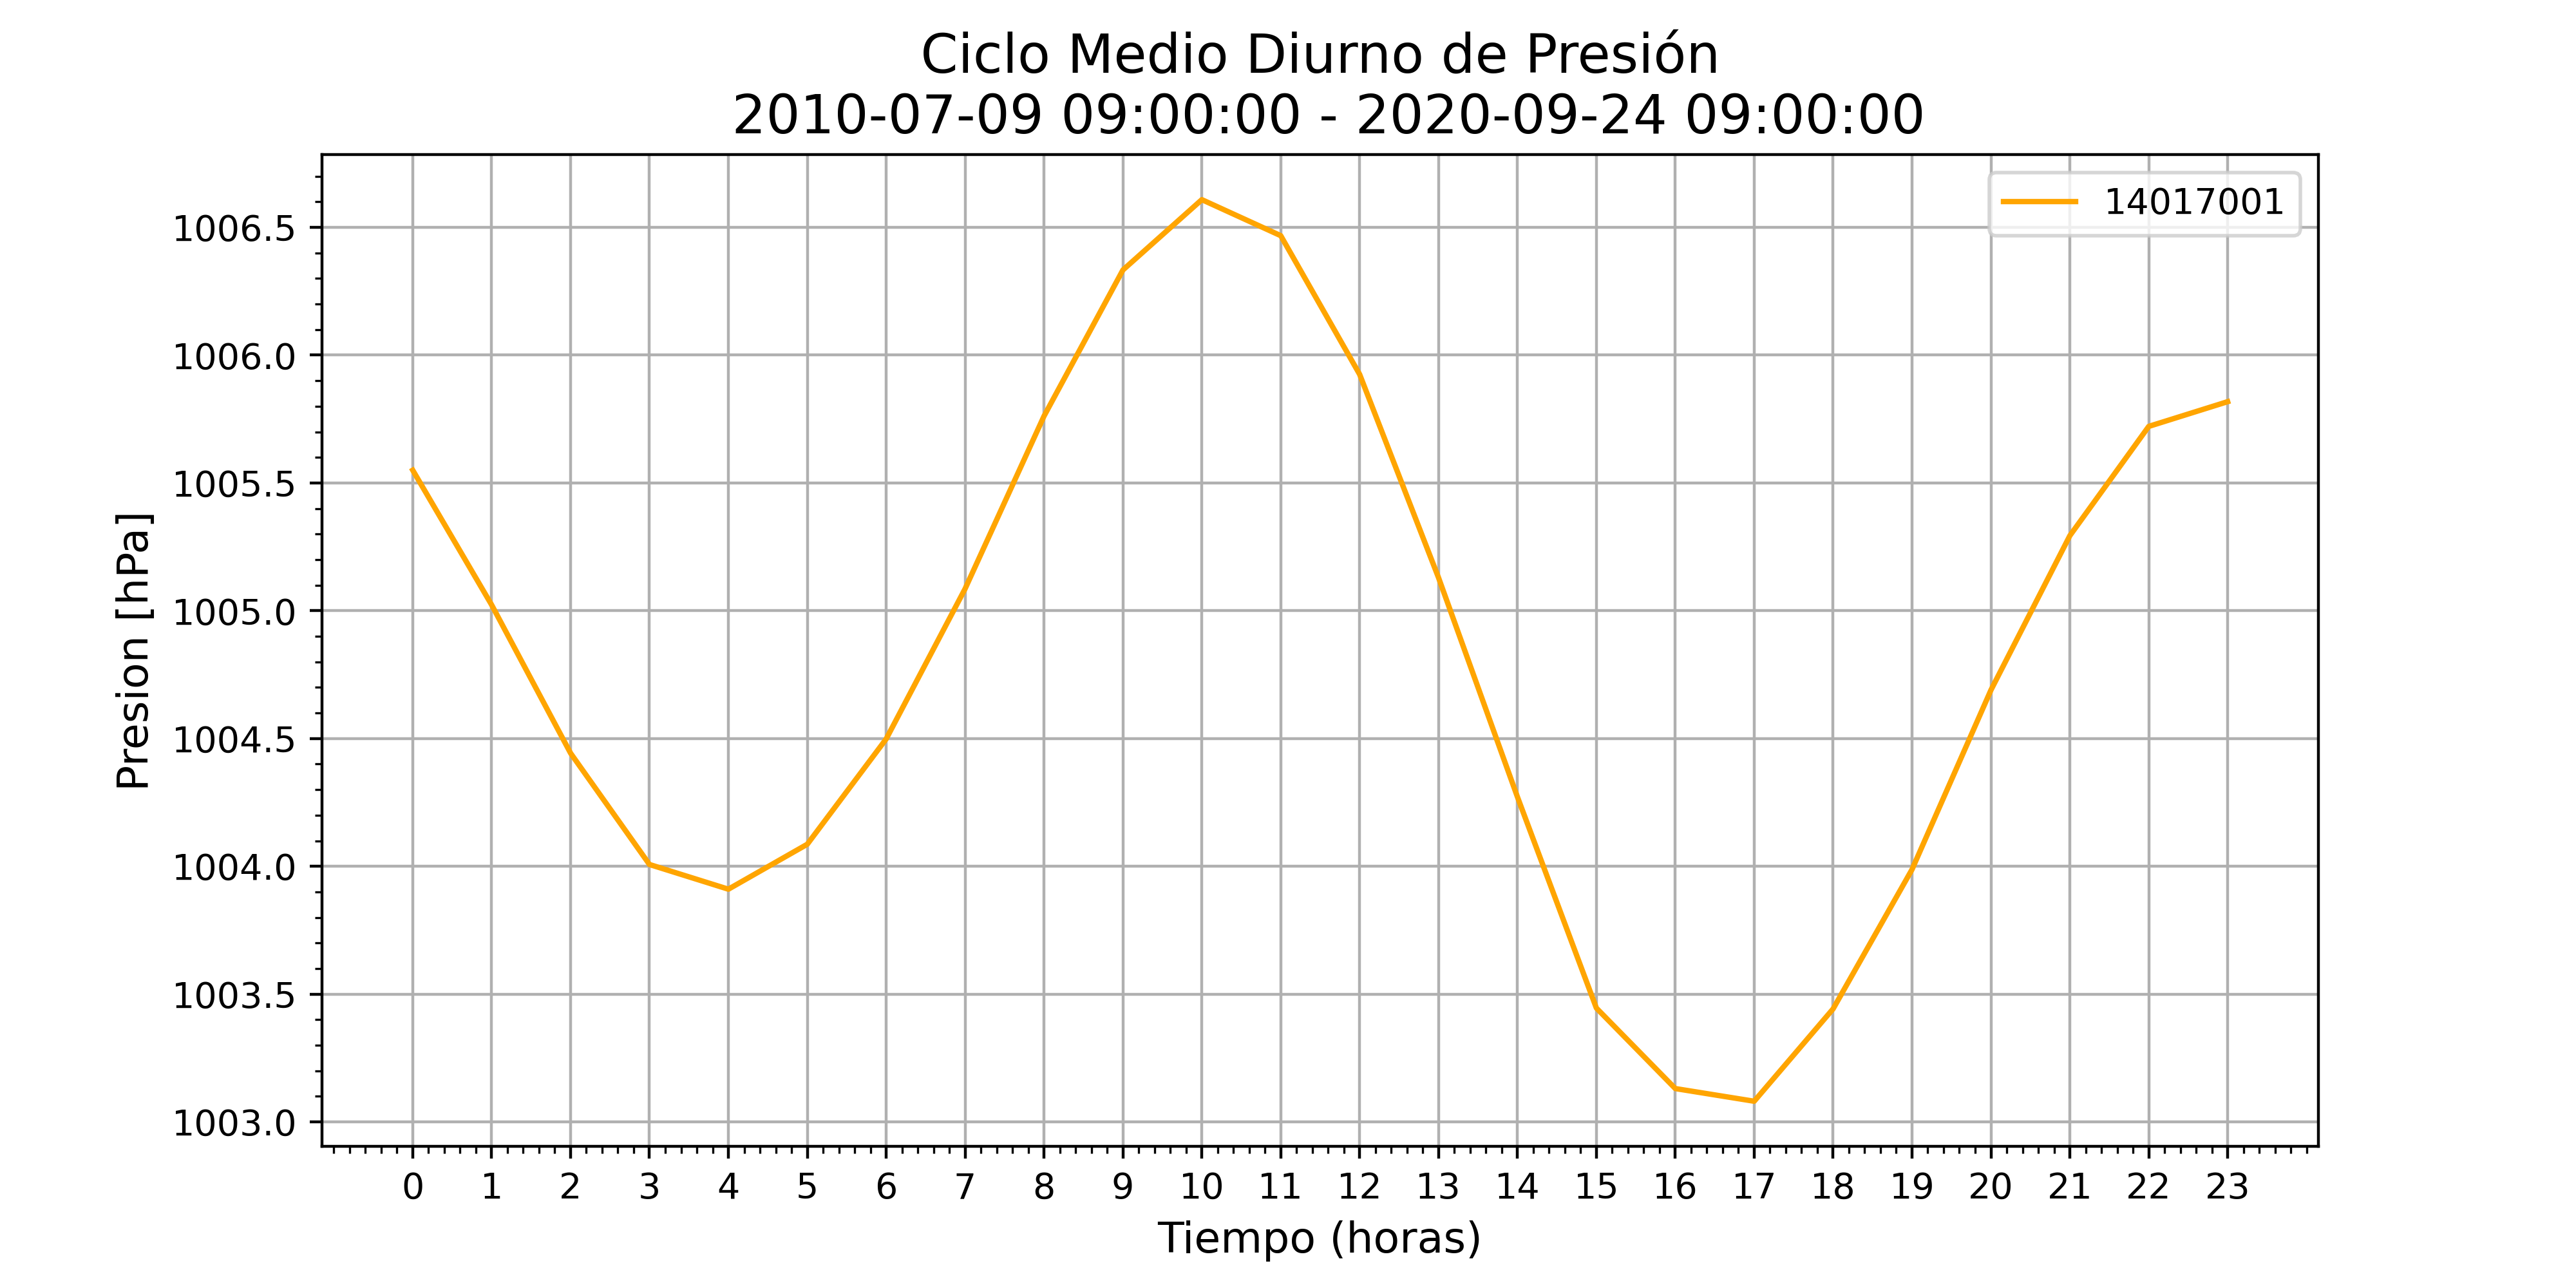 Ciclo Medio Diurno de Presión
2010-07-09 09:00:00 - 2020-09-24 09:00:00
14017001
Presion [hPa]
1006.5
1006.0
1005.5
1005.0
1004.5
1004.0
1003.5
1003.0
0 1 2 3 4 5 6 7 8 9 10 11 12 13 14 15 16 17 18 19 20 21 22 23
Tiempo (horas)